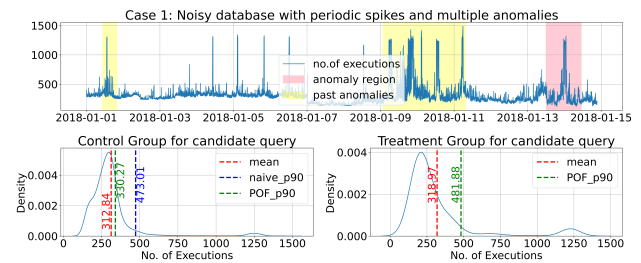 Case 1: Noisy database with periodic spikes and multiple anomalies
1500
1000
500
no.of executions
anomaly region
past anomalies
2018-01-01 2018-01-03 2018-01-05 2018-01-07 2018-01-09 2018-01-11 2018-01-13 2018-01-15
Control Group for candidate query
Density
0.004
0.002
0.000
312.84
330.27
473.01
mean
naive_p90
POF_p90
0 250 500 750 1000 1250 1500
No. of Executions
Treatment Group for candidate query
Density
0.004
0.002
0.000
318.97
481.88
mean
POF_p90
0 250 500 750 1000 1250 1500
No. of Executions